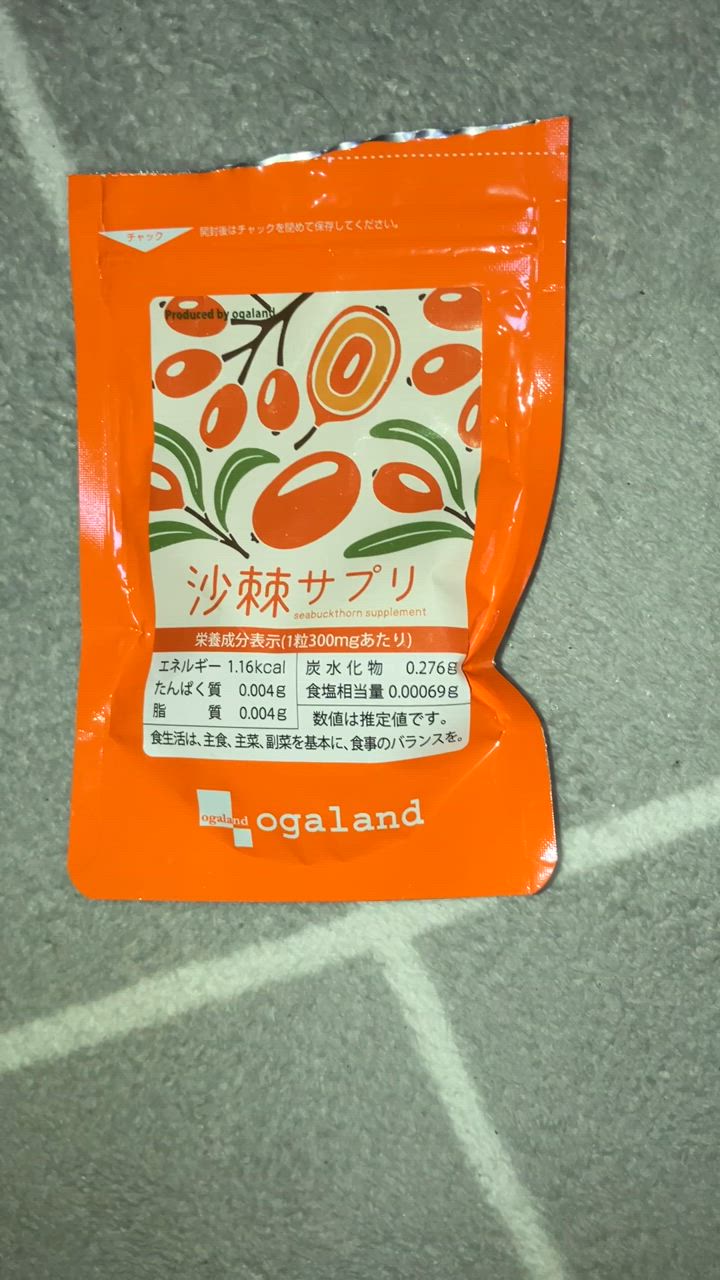 チャック
開封後はチャックを閉めて保存してください。
Produced by ogaland
沙棘サプリ
seabuckthorn supplement
栄養成分表示(1粒300mgあたり)
エネルギー 1.16kcal
たんぱく質 0.004g
脂質 0.004g
炭水化物 0.276g
食塩相当量 0.00069g
数値は推定値です。
食生活は、主食、主菜、副菜を基本に、食事のバランスを。
ogaland
ogaland